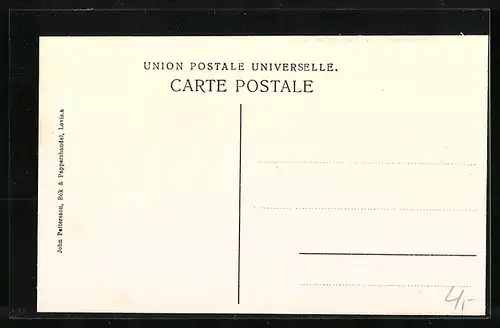 UNION POSTALE UNIVERSELLE.
CARTE POSTALE
John Pettersson, Bok & Pappershandel, Lovisa
4,-